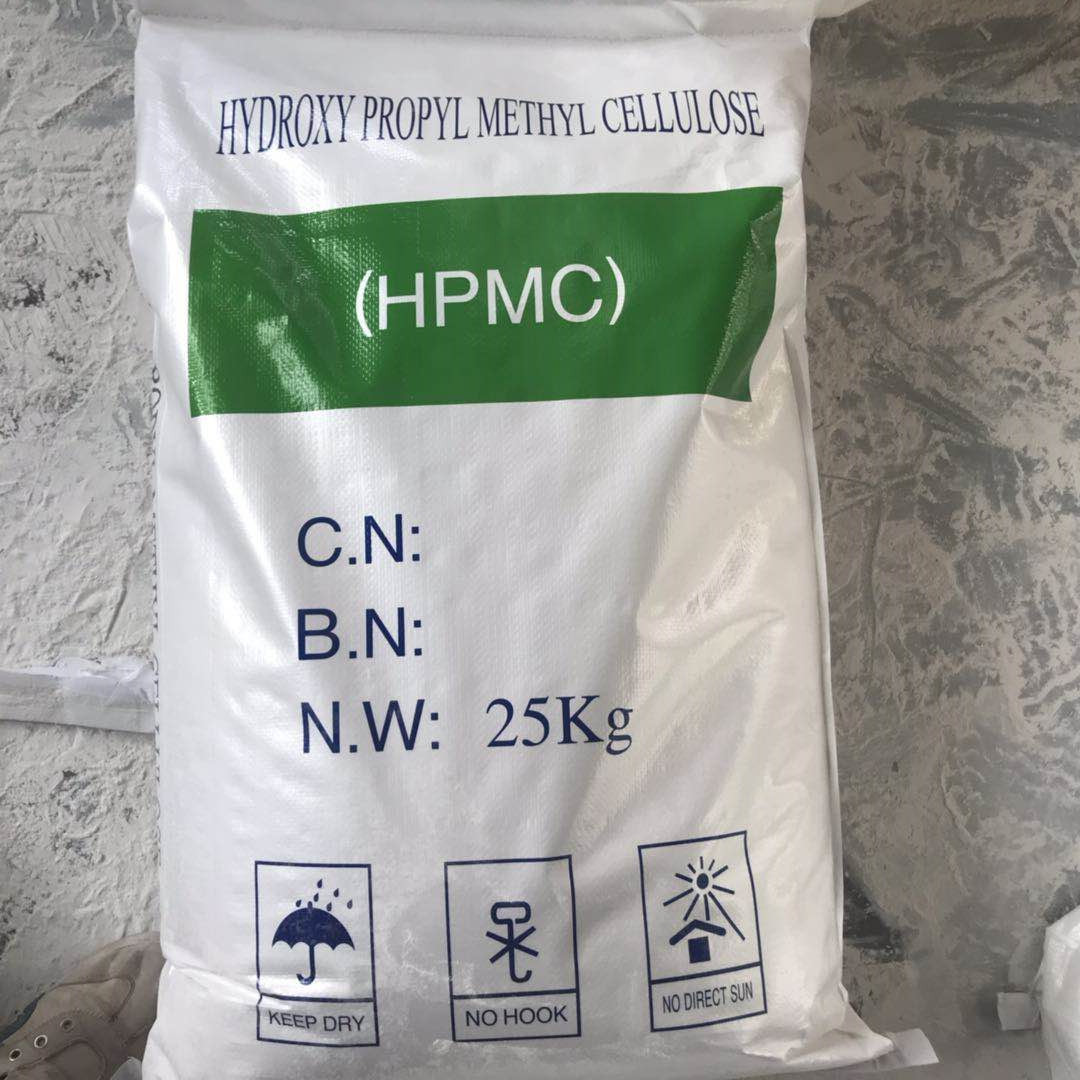 HYDROXY PROPYL METHYL CELLULOSE
(HPMC)
C.N:
B.N:
N.W: 25Kg
KEEP DRY
NO HOOK
NO DIRECT SUN